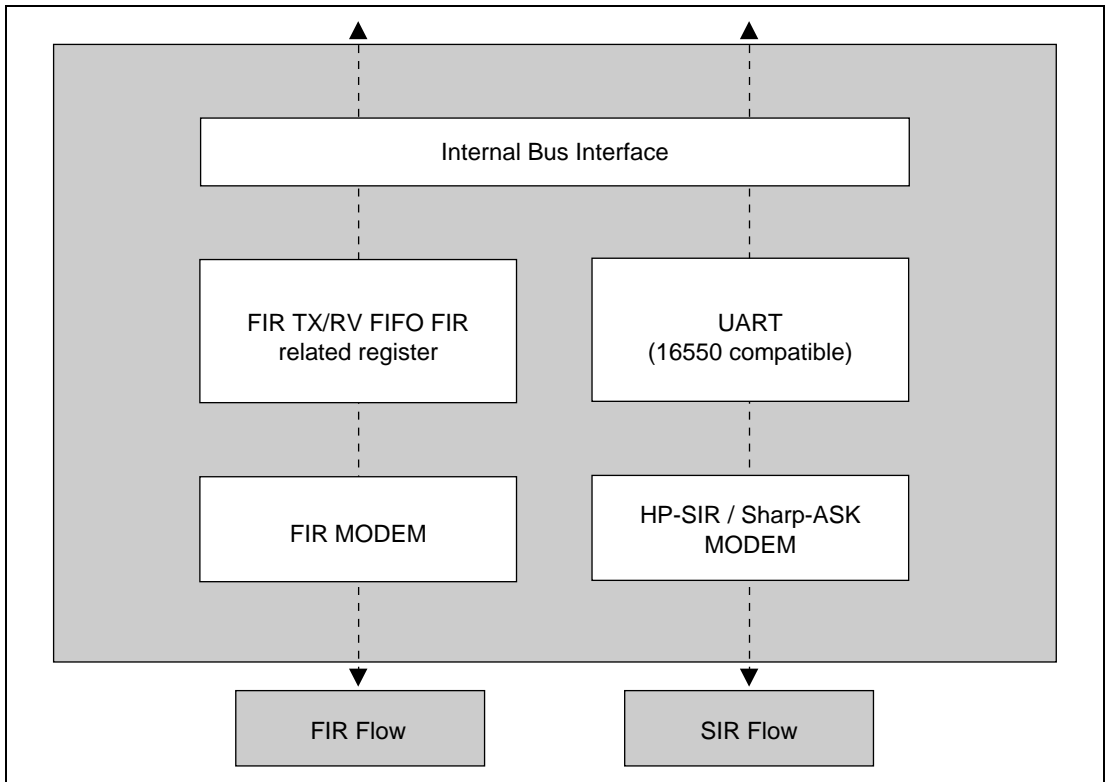 Internal Bus Interface
FIR TX/RV FIFO FIR
related register
UART
(16550 compatible)
FIR MODEM
HP-SIR / Sharp-ASK
MODEM
FIR Flow
SIR Flow